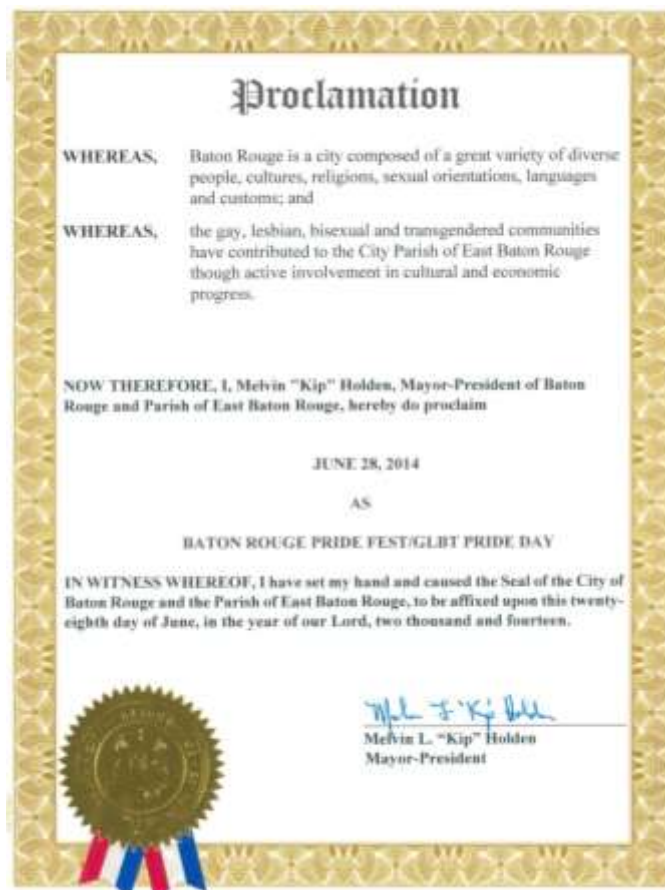 Proclamation
WHEREAS, Baton Rouge is a city composed of a great variety of diverse
people, cultures, religions, sexual orientations, languages
and customs; and
WHEREAS, the gay, lesbian, bisexual and transgendered communities
have contributed to the City Parish of East Baton Rouge
though active involvement in cultural and economic
progress.
NOW THEREFORE, I, Melvin "Kip" Holden, Mayor-President of Baton
Rouge and Parish of East Baton Rouge, hereby do proclaim
JUNE 28, 2014
AS
BATON ROUGE PRIDE FEST/GLBT PRIDE DAY
IN WITNESS WHEREOF, I have set my hand and caused the Seal of the City of
Baton Rouge and the Parish of East Baton Rouge, to be affixed upon this twenty-
eighth day of June, in the year of our Lord, two thousand and fourteen.
Melvin L. "Kip" Holden
Mayor-President